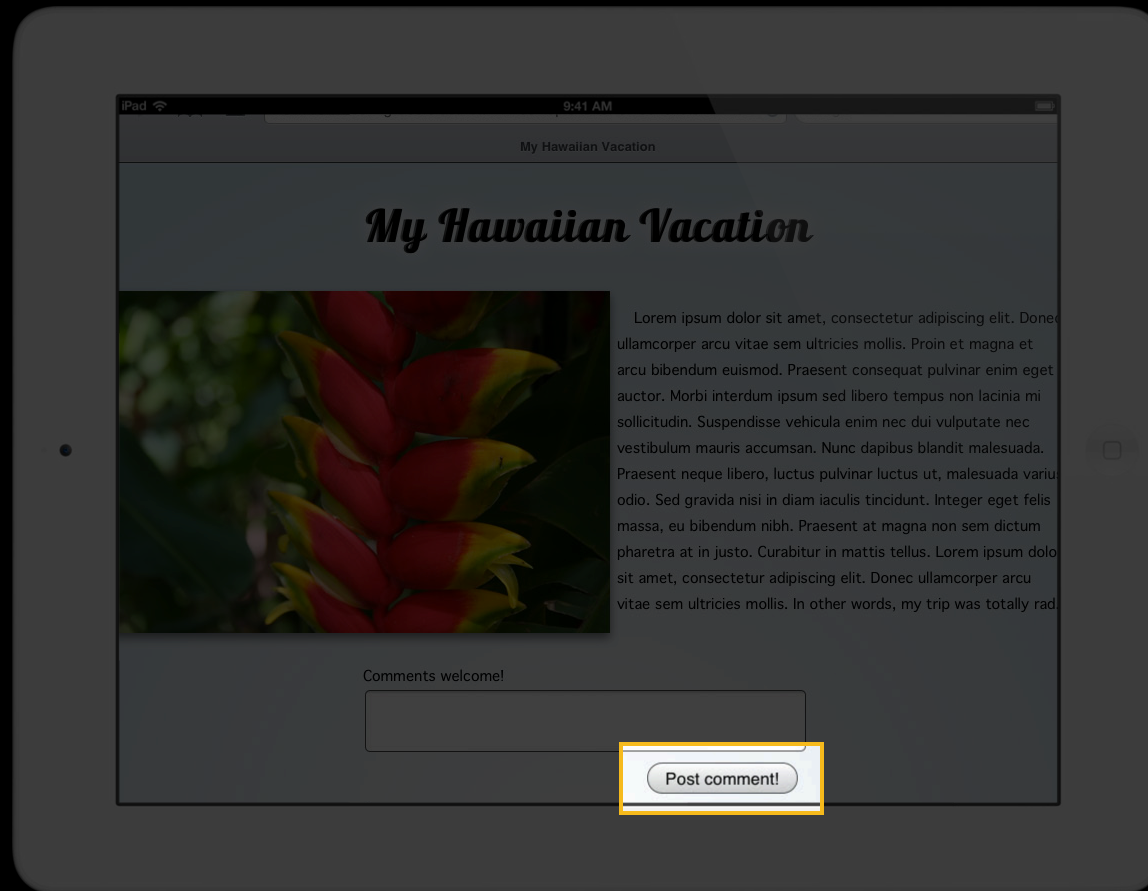 iPad
9:41 AM
My Hawaiian Vacation
My Hawaiian Vacation
Lorem ipsum dolor sit amet, consectetur adipiscing elit. Donec
ullamcorper arcu vitae sem ultricies mollis. Proin et magna et
arcu bibendum euismod. Praesent consequat pulvinar enim eget
auctor. Morbi interdum ipsum sed libero tempus non lacinia mi
sollicitudin. Suspendisse vehicula enim nec dui vulputate nec
vestibulum mauris accumsan. Nunc dapibus blandit malesuada.
Praesent neque libero, luctus pulvinar luctus ut, malesuada varius
odio. Sed gravida nisi in diam iaculis tincidunt. Integer eget felis
massa, eu bibendum nibh. Praesent at magna non sem dictum
pharetra at in justo. Curabitur in mattis tellus. Lorem ipsum dolo
sit amet, consectetur adipiscing elit. Donec ullamcorper arcu
vitae sem ultricies mollis. In other words, my trip was totally rad.
Comments welcome!
Post comment!